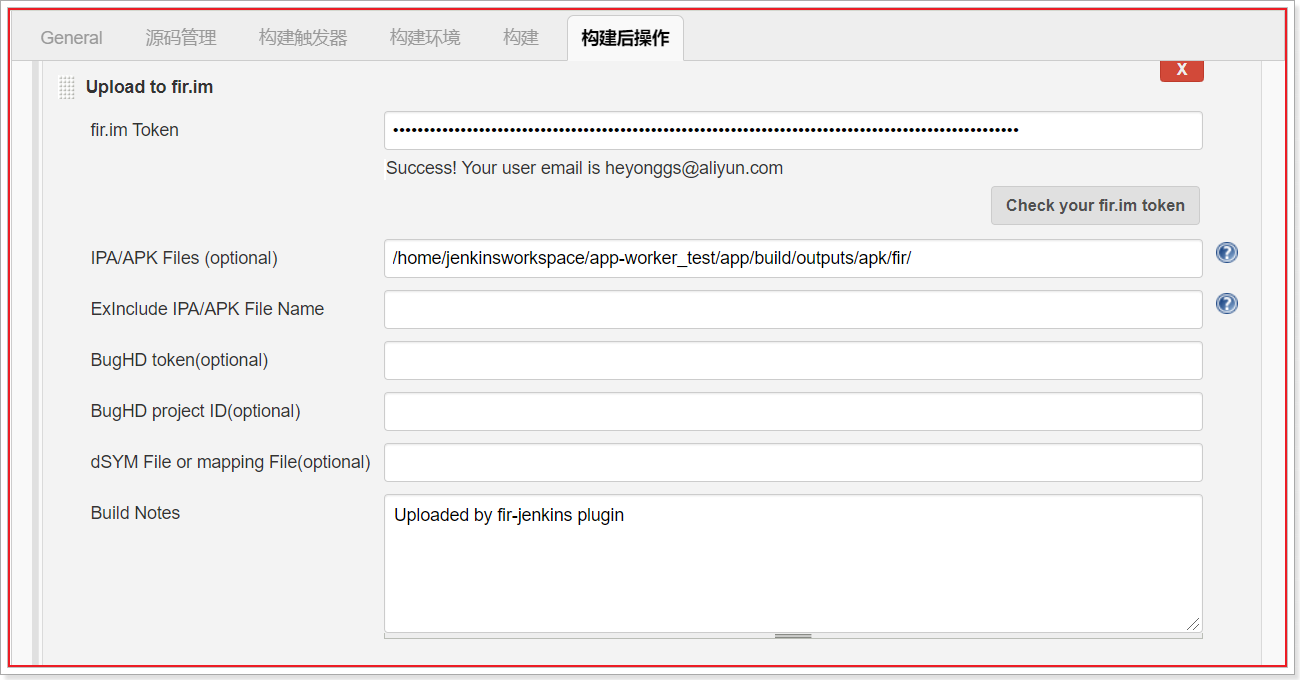 General 源码管理 构建触发器 构建环境 构建 构建后操作
X
Upload to fir.im
fir.im Token
••••••••••••••••••••••••••••••••••••••••••••••••••••••••••••••••••••••••••••••••••••••••••••••••••••
Success! Your user email is heyonggs@aliyun.com
Check your fir.im token
IPA/APK Files (optional) /home/jenkinsworkspace/app-worker_test/app/build/outputs/apk/fir/ ?
ExInclude IPA/APK File Name ?
BugHD token(optional)
BugHD project ID(optional)
dSYM File or mapping File(optional)
Build Notes Uploaded by fir-jenkins plugin